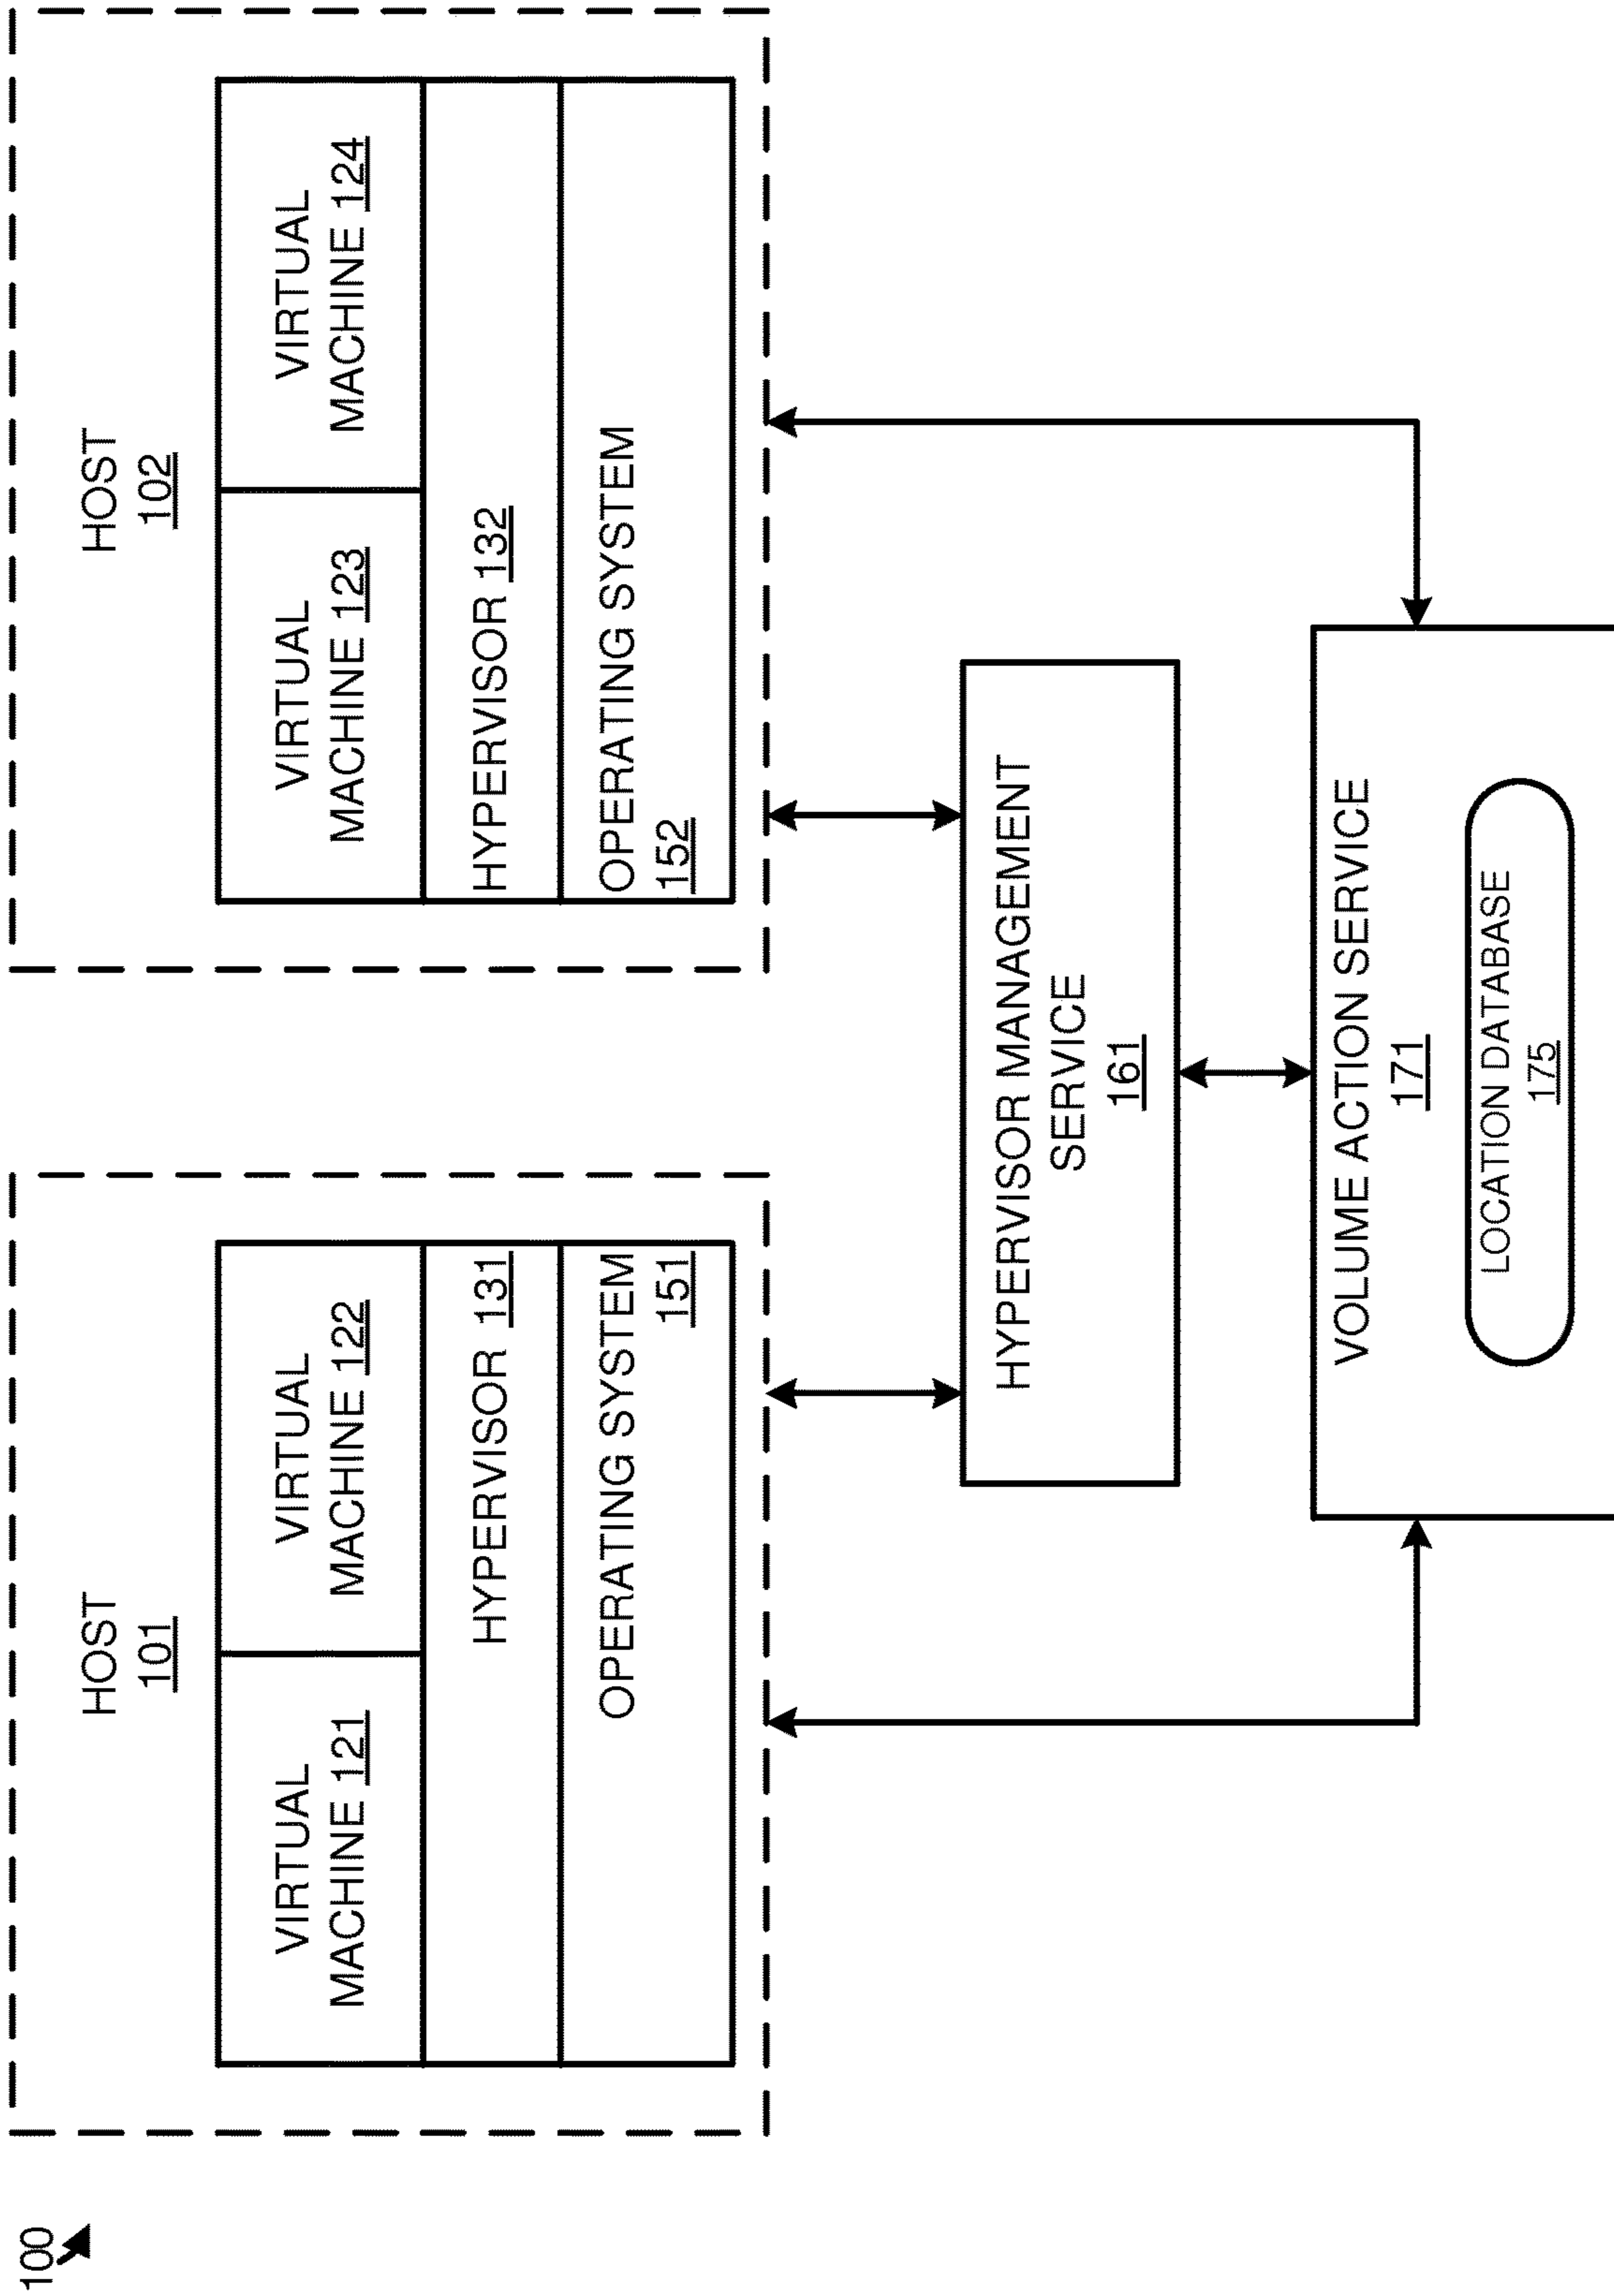 100
HOST
101
VIRTUAL
MACHINE 121
VIRTUAL
MACHINE 122
HYPERVISOR 131
OPERATING SYSTEM
151
HOST
102
VIRTUAL
MACHINE 123
VIRTUAL
MACHINE 124
HYPERVISOR 132
OPERATING SYSTEM
152
HYPERVISOR MANAGEMENT
SERVICE
161
VOLUME ACTION SERVICE
171
LOCATION DATABASE
175